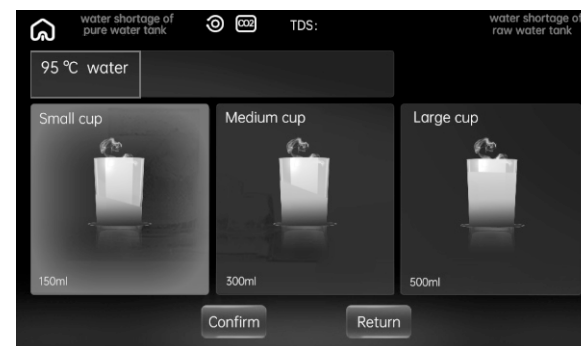 water shortage of
pure water tank
CO2
TDS:
water shortage of
raw water tank
95 °C water
Small cup
Medium cup
Large cup
150ml
300ml
500ml
Confirm
Return